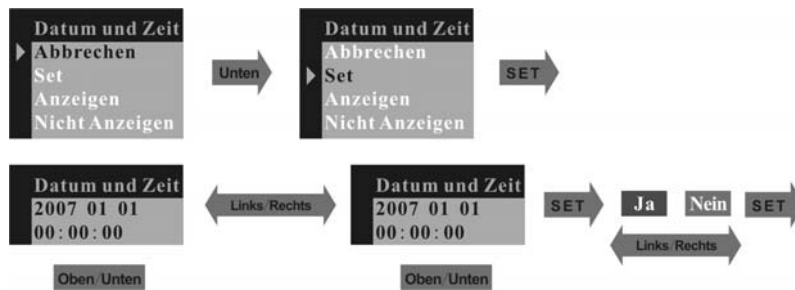 Datum und Zeit
Abbrechen
Set
Anzeigen
Nicht Anzeigen
Unten
Datum und Zeit
Abbrechen
Set
Anzeigen
Nicht Anzeigen
SET
Datum und Zeit
2007 01 01
00:00:00
Oben/Unten
Links/Rechts
Datum und Zeit
2007 01 01
00:00:00
Oben/Unten
SET
Ja Nein
Links/Rechts
SET